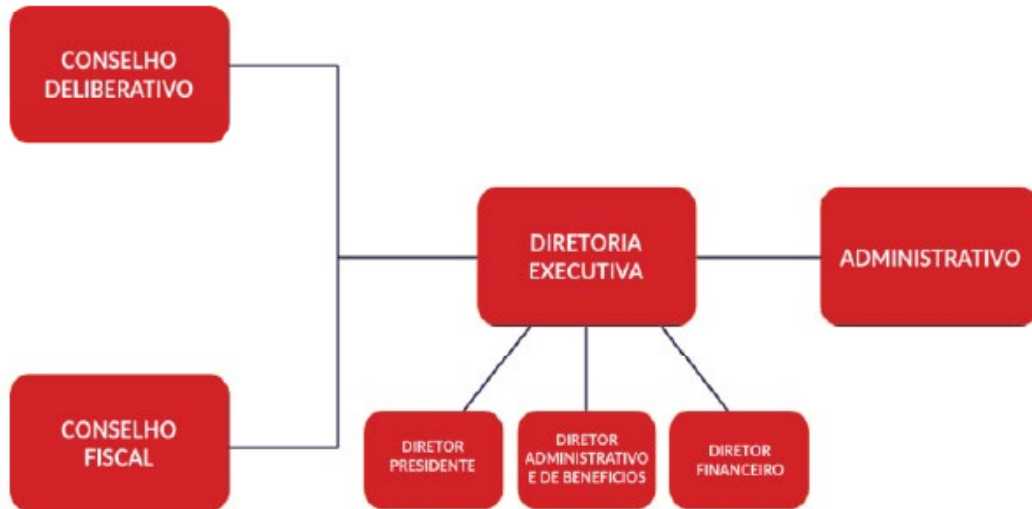 CONSELHO
DELIBERATIVO
DIRETORIA
EXECUTIVA
ADMINISTRATIVO
CONSELHO
FISCAL
DIRETOR
PRESIDENTE
DIRETOR
ADMINISTRATIVO
E DE BENEFICIOS
DIRETOR
FINANCEIRO